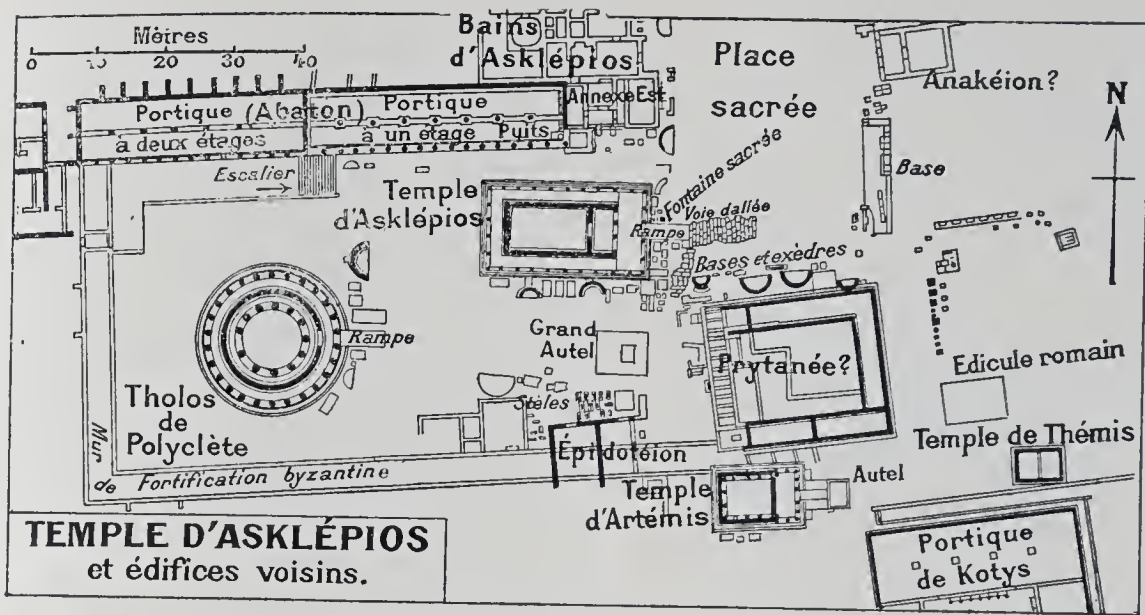 Mètres
0 10 20 30 40
Bains
d'Asklépios
Place
sacrée
Anakéion?
N
Portique (Abaton)
à deux étages
Portique
à un étage
Puits
Annexe Est
Escalier
Temple
d'Asklépios
Fontaine sacrée
Voie dallée
Rampe
Base
Bases et exèdres
Rampe
Grand
Autel
Prytanée?
Edicule romain
Tholos
de
Polyclète
Stèles
Épidotéion
Temple de Thémis
Mur
de Fortification byzantine
Temple
d'Artémis
Autel
Portique
de Kotys
TEMPLE D'ASKLÉPIOS
et édifices voisins.